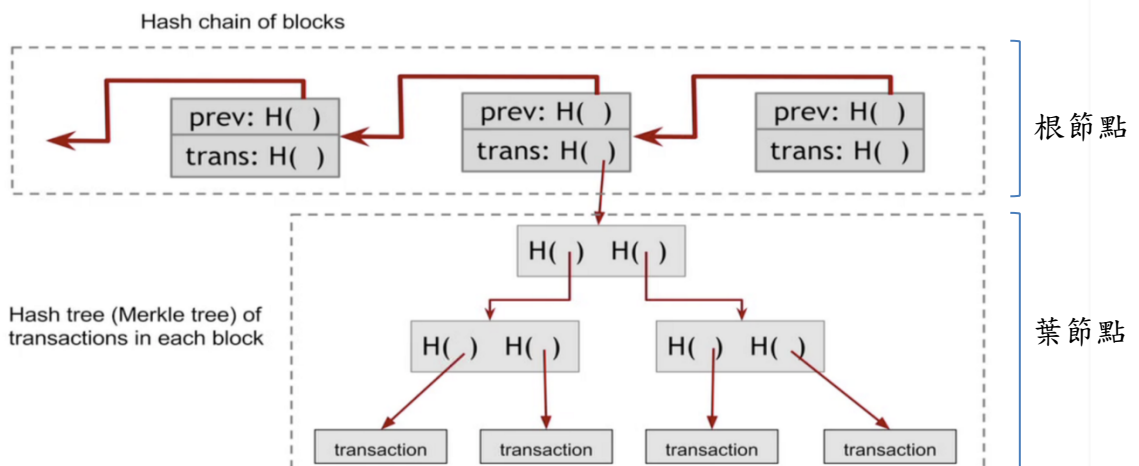 Hash chain of blocks
prev: H( )
trans: H( )
prev: H( )
trans: H( )
prev: H( )
trans: H( )
根節點
H( ) H( )
Hash tree (Merkle tree) of
transactions in each block
H( ) H( )
H( ) H( )
葉節點
transaction
transaction
transaction
transaction